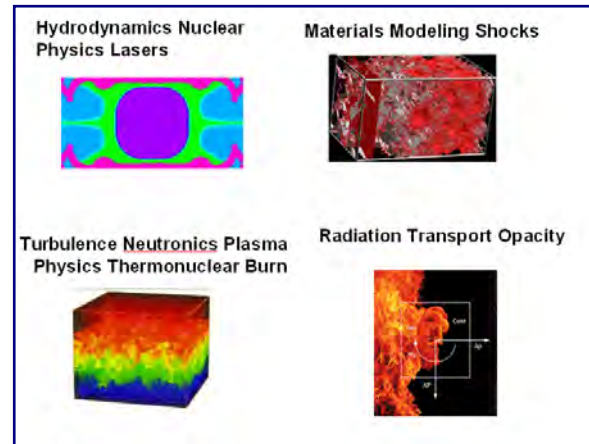 Hydrodynamics Nuclear
Physics Lasers
Materials Modeling Shocks
Turbulence Neutronics Plasma
Physics Thermonuclear Burn
Radiation Transport Opacity